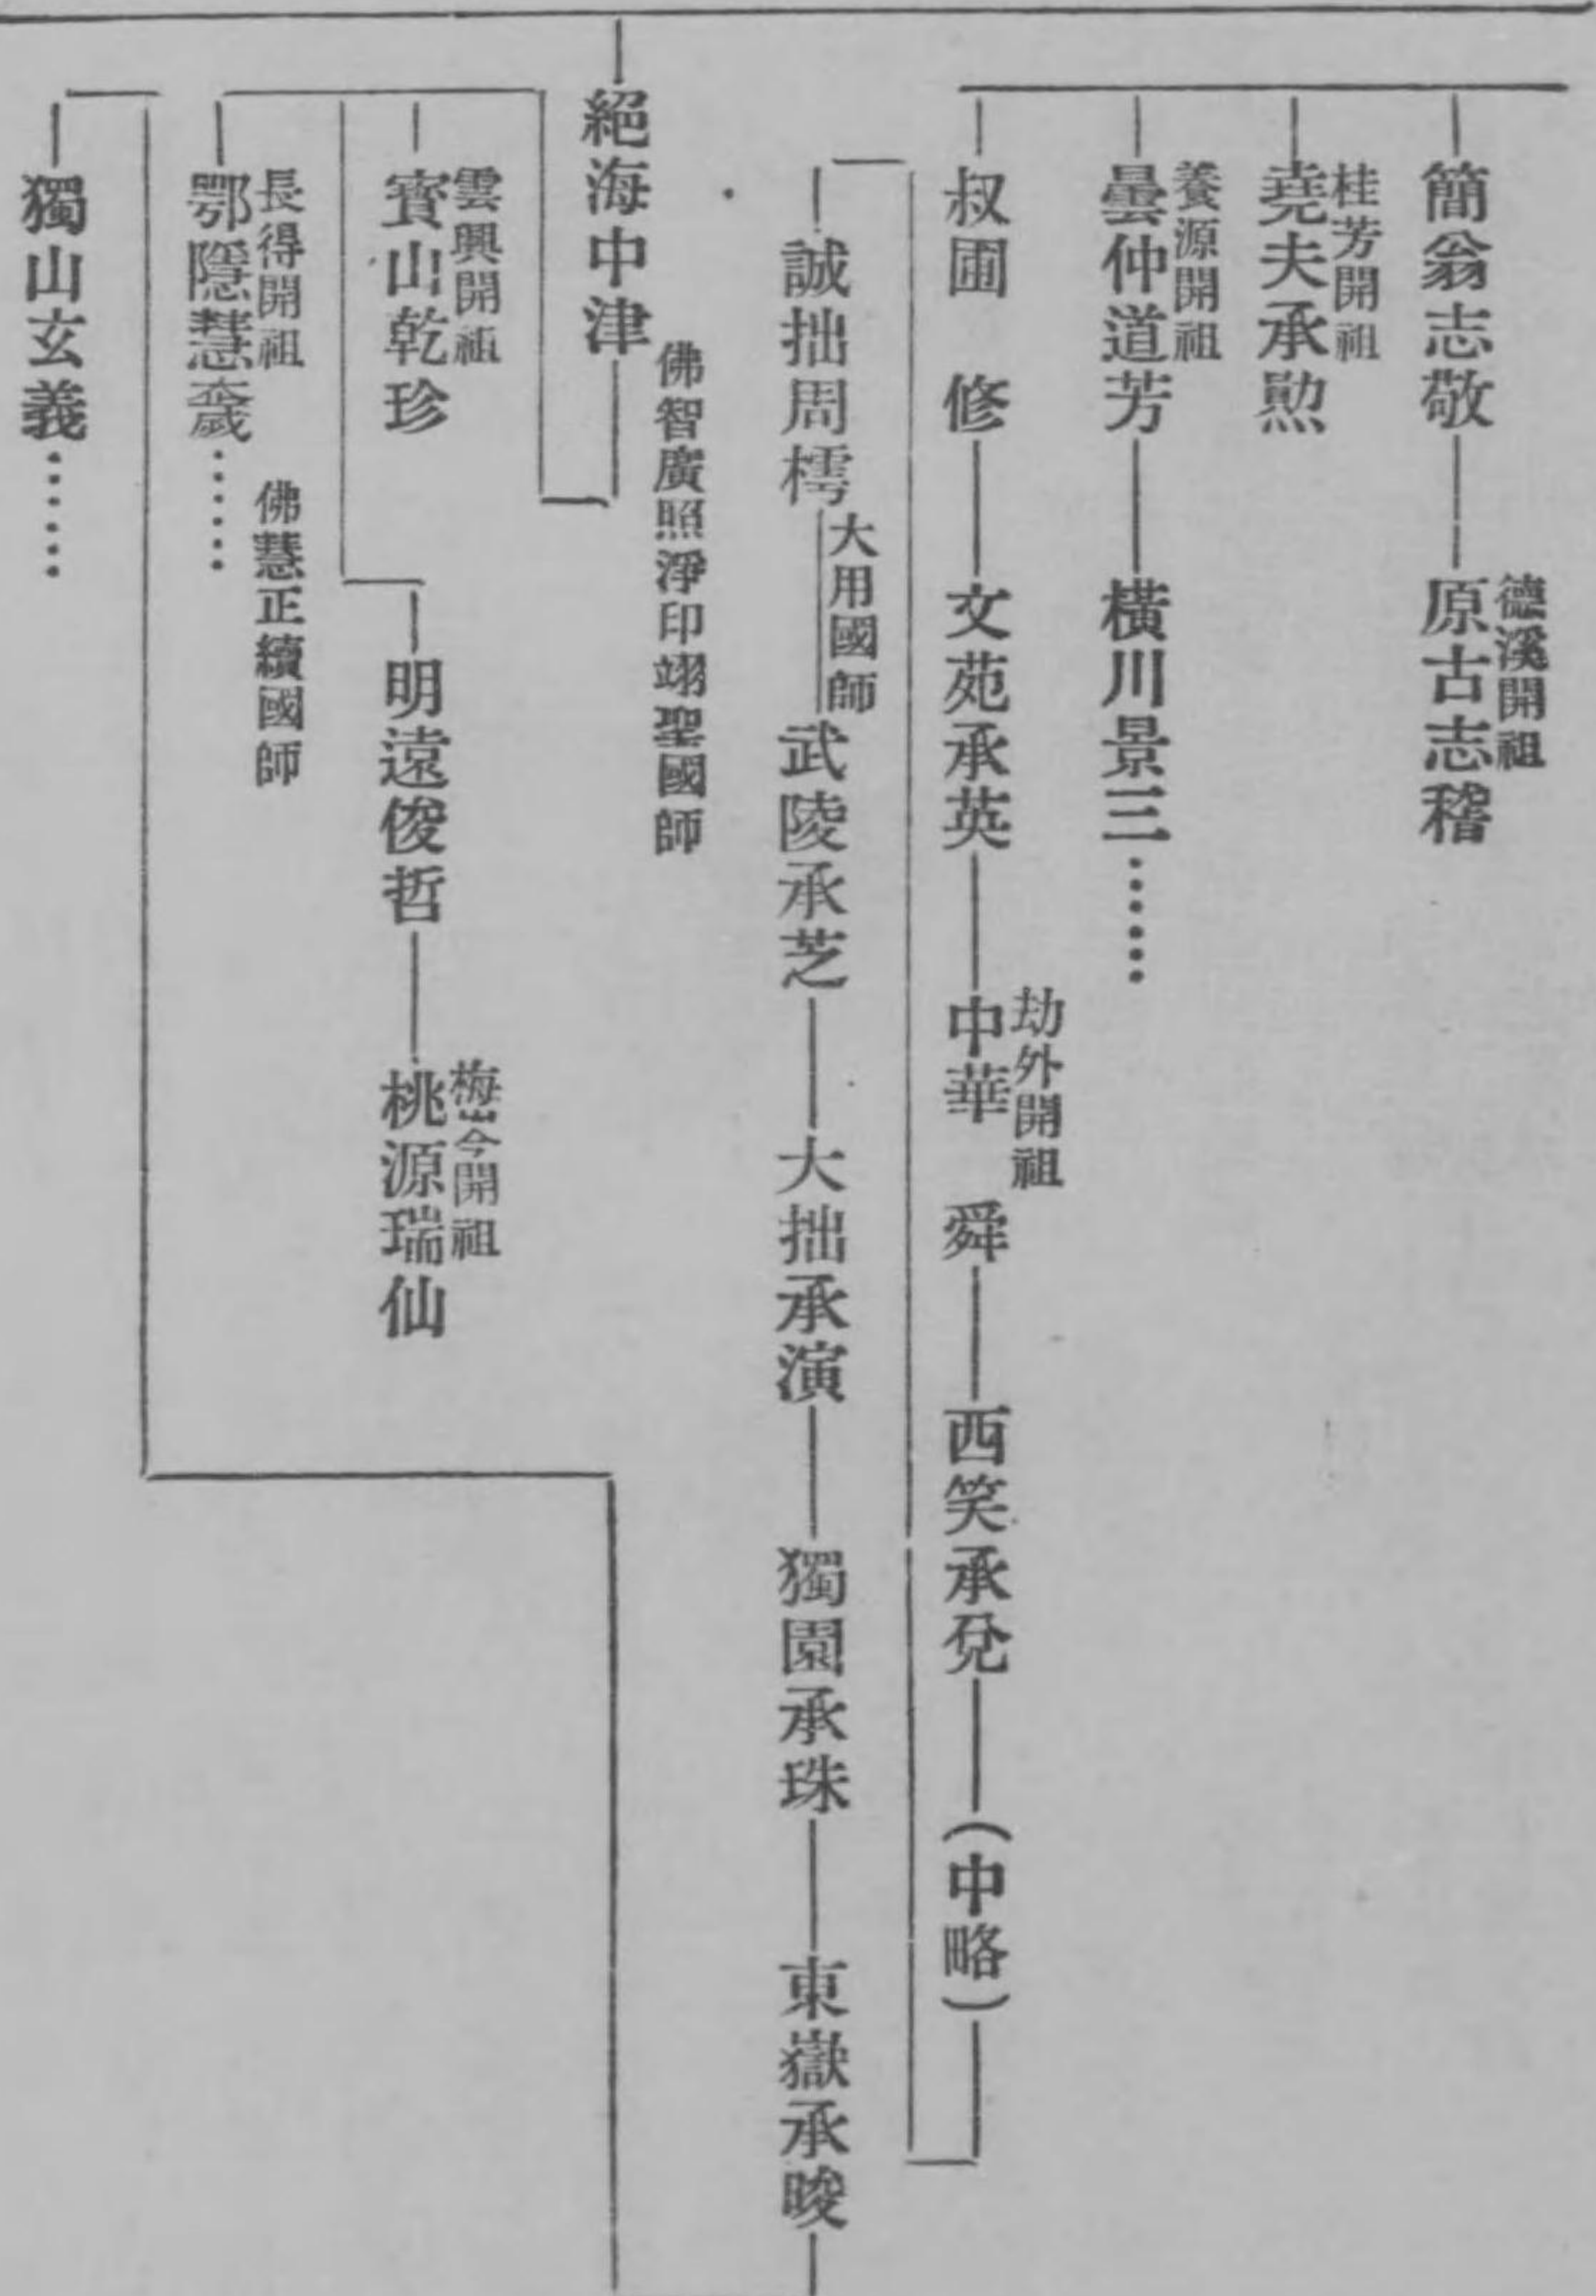 簡翁志敬――原古志稽
德溪開祖
堯夫承勲
桂芳開祖
曇仲道芳――橫川景三……
養源開祖
叔圃　修――文苑承英――中華　舜――西笑承兌――(中略)
劫外開祖
誠拙周樗――武陵承芝――大拙承演――獨園承珠――東嶽承晙
大用國師
絕海中津
佛智廣照淨印翊聖國師
寳山乾珍
雲興開祖
明遠俊哲――桃源瑞仙
梅岑開祖
鄂隱慧奯……
長得開祖
佛慧正續國師
獨山玄義……